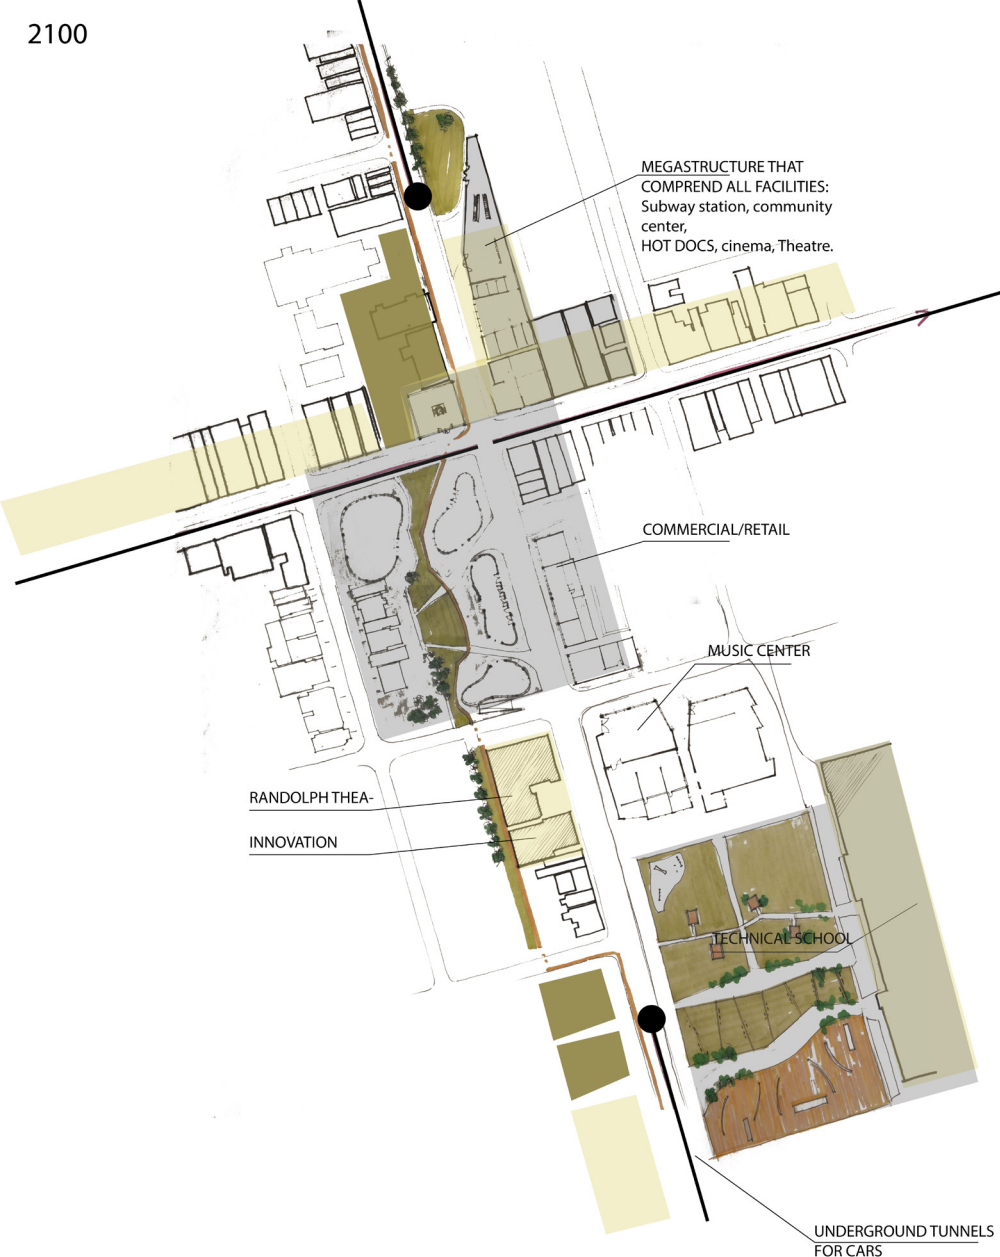 2100
MEGASTRUCTURE THAT
COMPREND ALL FACILITIES:
Subway station, community
center,
HOT DOCS, cinema, Theatre.
COMMERCIAL/RETAIL
MUSIC CENTER
RANDOLPH THEA-
INNOVATION
TECHNICAL SCHOOL
UNDERGROUND TUNNELS
FOR CARS